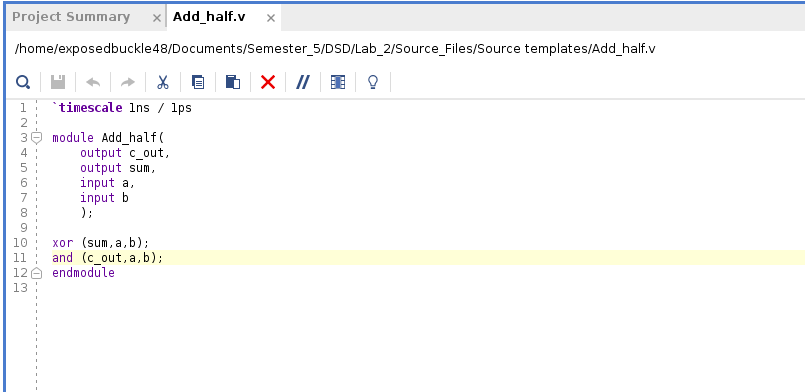 Project Summary × Add_half.v ×
/home/exposedbuckle48/Documents/Semester_5/DSD/Lab_2/Source_Files/Source templates/Add_half.v
1 `timescale 1ns / 1ps
2
3 module Add_half(
4     output c_out,
5     output sum,
6     input a,
7     input b
8     );
9
10 xor (sum,a,b);
11 and (c_out,a,b);
12 endmodule
13